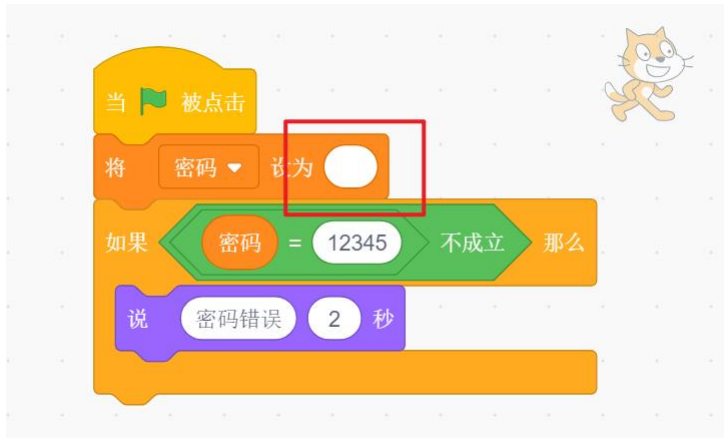 当 被点击
将 密码 设为
如果 密码 = 12345 不成立 那么
说 密码错误 2 秒